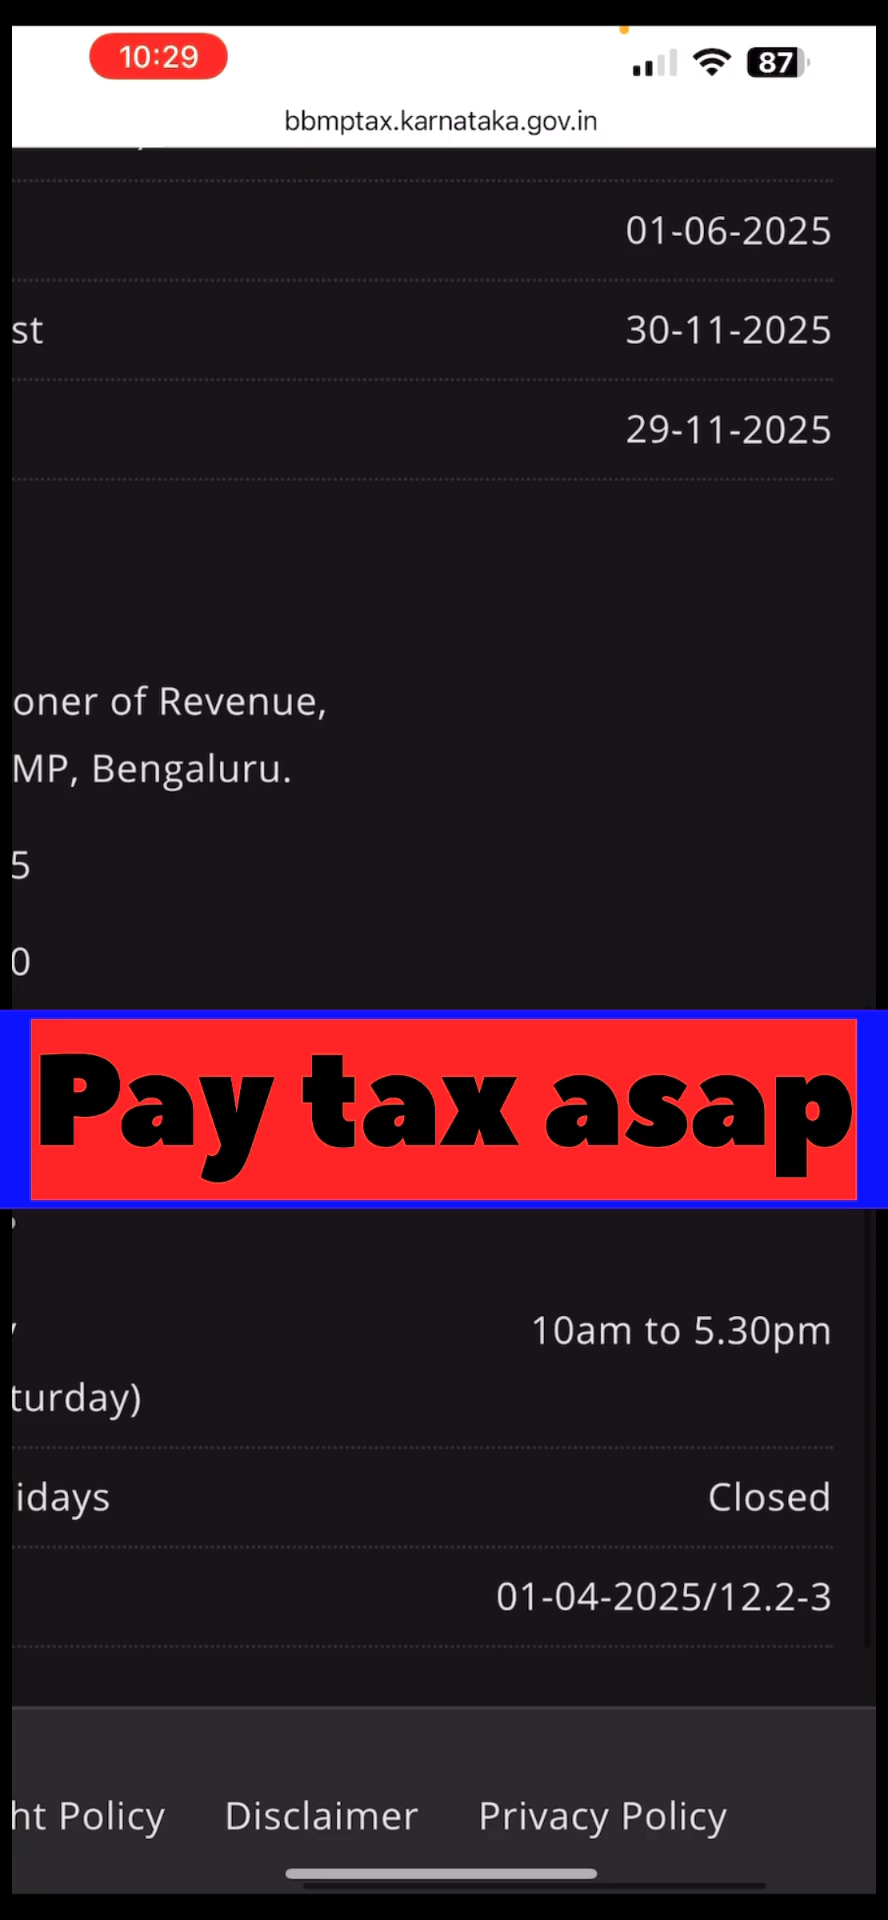 10:29
87
bbmptax.karnataka.gov.in
01-06-2025
st 30-11-2025
29-11-2025
oner of Revenue,
MP, Bengaluru.
5
0
Pay tax asap
10am to 5.30pm
turday)
idays Closed
01-04-2025/12.2-3
ht Policy Disclaimer Privacy Policy